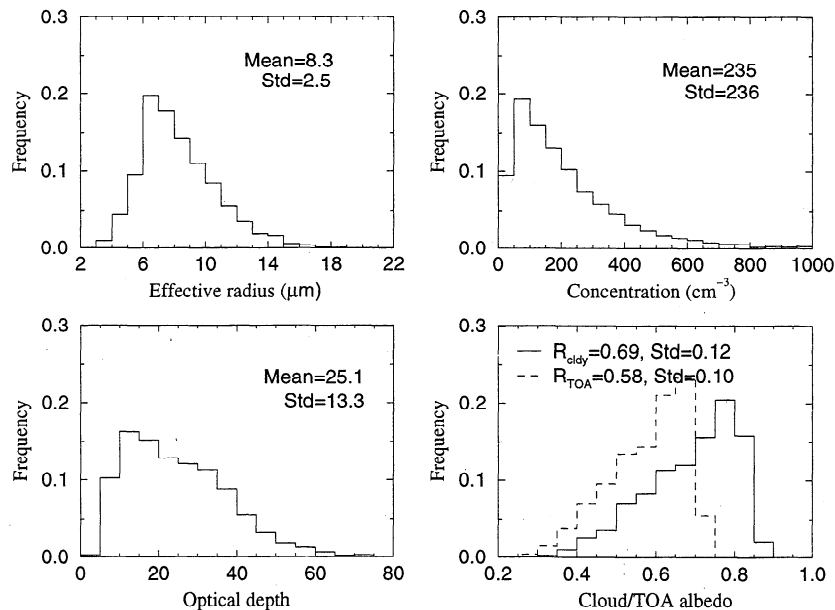 0.3
0.2
0.1
0.0
Frequency
Mean=8.3
Std=2.5
2 6 10 14 18 22
Effective radius (μm)
0.3
0.2
0.1
0.0
Frequency
Mean=235
Std=236
0 200 400 600 800 1000
Concentration (cm⁻³)
0.3
0.2
0.1
0.0
Frequency
Mean=25.1
Std=13.3
0 20 40 60 80
Optical depth
0.3
0.2
0.1
0.0
Frequency
R_cldy=0.69, Std=0.12
R_TOA=0.58, Std=0.10
0.2 0.4 0.6 0.8 1.0
Cloud/TOA albedo